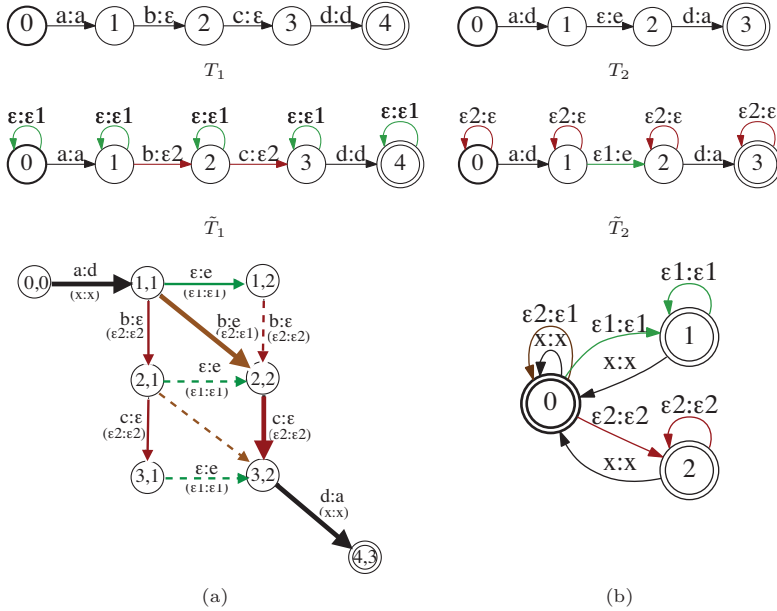 a:a b:ε c:ε d:d
0 1 2 3 4
T1
a:d ε:e d:a
0 1 2 3
T2
ε:ε1 ε:ε1 ε:ε1 ε:ε1 ε:ε1
a:a b:ε2 c:ε2 d:d
0 1 2 3 4
T̃1
ε2:ε ε2:ε ε2:ε ε2:ε
a:d ε1:e d:a
0 1 2 3
T̃2
0,0
a:d
(x:x)
1,1
ε:e
(ε1:ε1)
1,2
b:ε
(ε2:ε2
b:e
(ε2:ε1)
b:ε
(ε2:ε2)
2,1
ε:e
(ε1:ε1)
2,2
c:ε
(ε2:ε2)
c:ε
(ε2:ε2)
3,1
ε:e
(ε1:ε1)
3,2
d:a
(x:x)
4,3
(a)
ε1:ε1
ε2:ε1
x:x
ε1:ε1
1
x:x
0
ε2:ε2
ε2:ε2
x:x
2
(b)